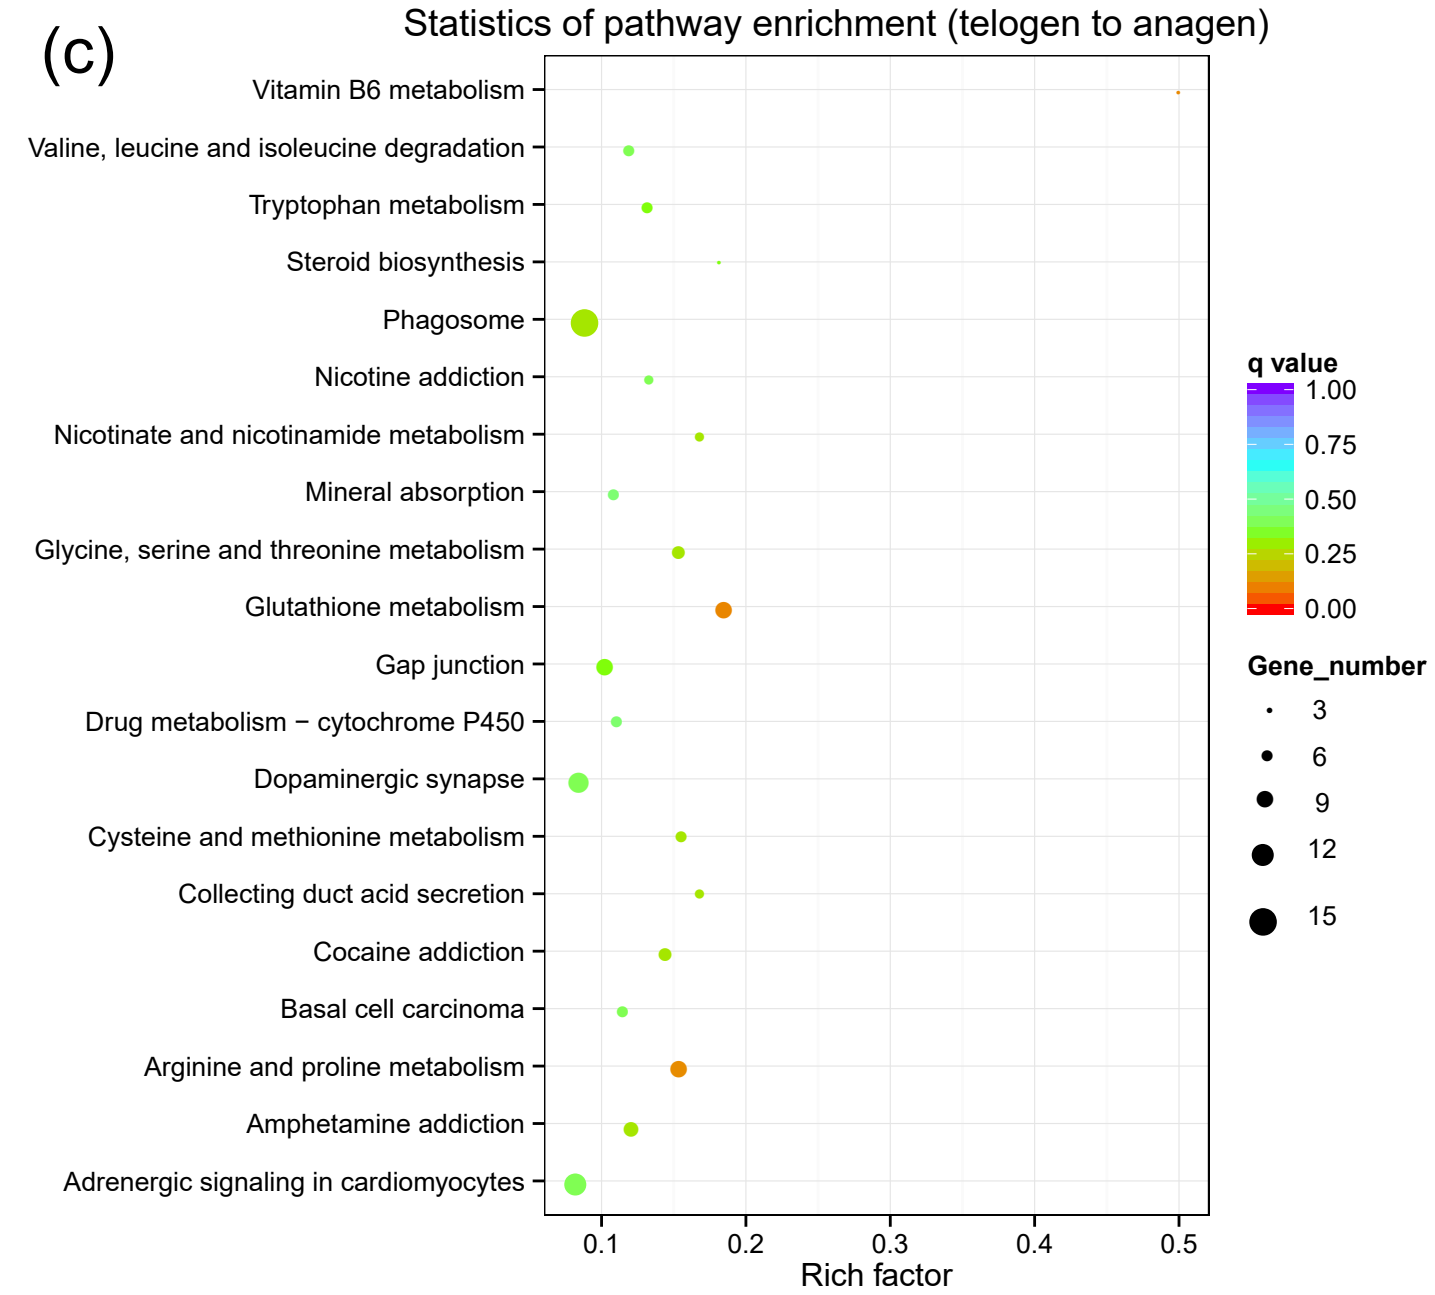 (c)
Statistics of pathway enrichment (telogen to anagen)
Vitamin B6 metabolism
Valine, leucine and isoleucine degradation
Tryptophan metabolism
Steroid biosynthesis
Phagosome
Nicotine addiction
Nicotinate and nicotinamide metabolism
Mineral absorption
Glycine, serine and threonine metabolism
Glutathione metabolism
Gap junction
Drug metabolism − cytochrome P450
Dopaminergic synapse
Cysteine and methionine metabolism
Collecting duct acid secretion
Cocaine addiction
Basal cell carcinoma
Arginine and proline metabolism
Amphetamine addiction
Adrenergic signaling in cardiomyocytes
0.1 0.2 0.3 0.4 0.5
Rich factor
q value
1.00
0.75
0.50
0.25
0.00
Gene_number
3
6
9
12
15